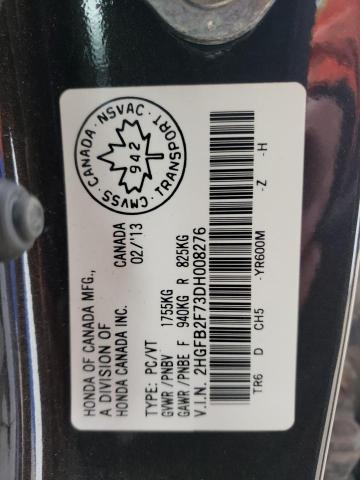 HONDA OF CANADA MFG.,
A DIVISION OF
HONDA CANADA INC.
CANADA
02/'13
CMVSS · CANADA · NSVAC · TRANSPORT ·
942
TYPE: PC/VT
GVWR /PNBV 1755KG
GAWR /PNBE F 940KG R 825KG
V.I.N. 2HGFB2F73DH008276
TR6 D CH5 -YR600M -Z -H